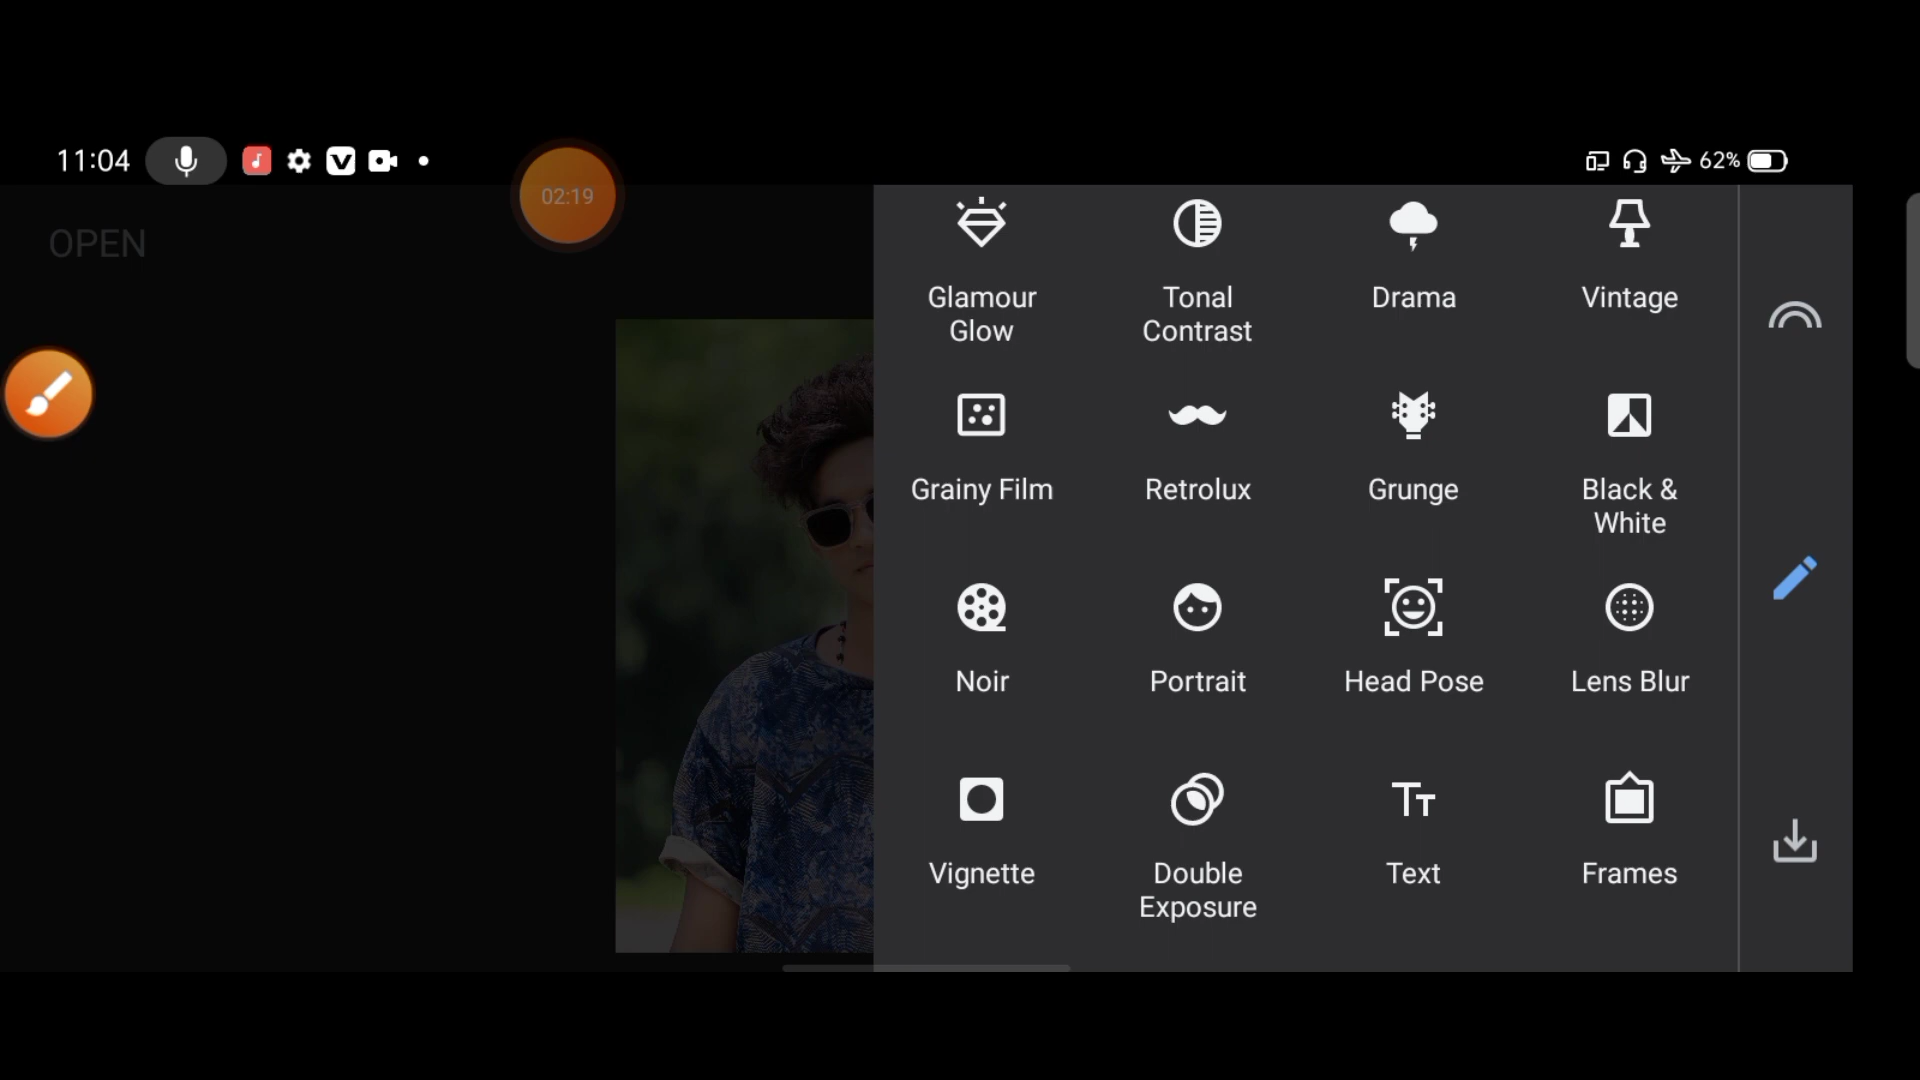 11:04
62%
02:19
OPEN
Glamour
Glow
Tonal
Contrast
Drama
Vintage
Grainy Film
Retrolux
Grunge
Black &
White
Noir
Portrait
Head Pose
Lens Blur
Vignette
Double
Exposure
Text
Frames